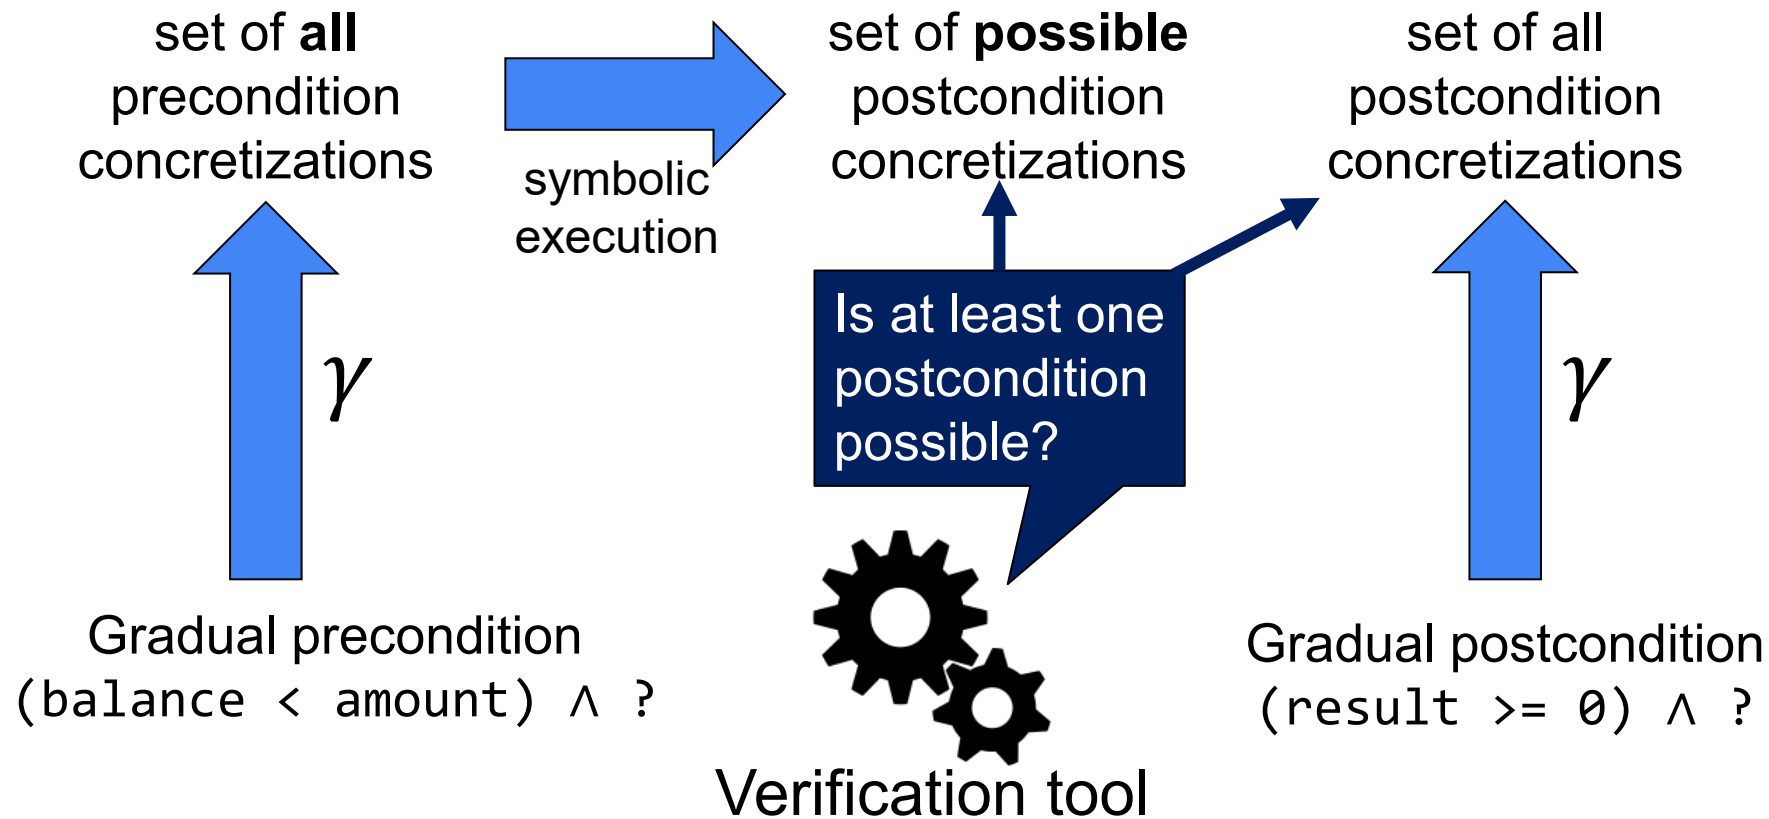 set of all
precondition
concretizations
symbolic
execution
set of possible
postcondition
concretizations
set of all
postcondition
concretizations
γ
Is at least one
postcondition
possible?
γ
Gradual precondition
(balance < amount) ∧ ?
Verification tool
Gradual postcondition
(result >= 0) ∧ ?